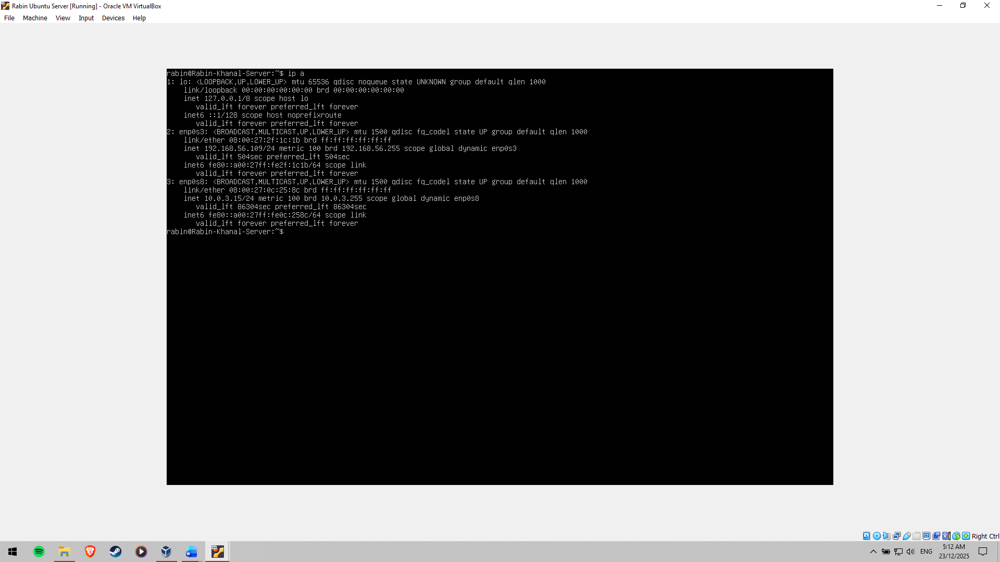 Rabin Ubuntu Server [Running] - Oracle VM VirtualBox
File Machine View Input Devices Help
rabin@Rabin-Khanal-Server:~$ ip a
1: lo: <LOOPBACK,UP,LOWER_UP> mtu 65536 qdisc noqueue state UNKNOWN group default qlen 1000
    link/loopback 00:00:00:00:00:00 brd 00:00:00:00:00:00
    inet 127.0.0.1/8 scope host lo
       valid_lft forever preferred_lft forever
    inet6 ::1/128 scope host noprefixroute
       valid_lft forever preferred_lft forever
2: enp0s3: <BROADCAST,MULTICAST,UP,LOWER_UP> mtu 1500 qdisc fq_codel state UP group default qlen 1000
    link/ether 08:00:27:2f:1c:1b brd ff:ff:ff:ff:ff:ff
    inet 192.168.56.109/24 metric 100 brd 192.168.56.255 scope global dynamic enp0s3
       valid_lft 504sec preferred_lft 504sec
    inet6 fe80::a00:27ff:fe2f:1c1b/64 scope link
       valid_lft forever preferred_lft forever
3: enp0s8: <BROADCAST,MULTICAST,UP,LOWER_UP> mtu 1500 qdisc fq_codel state UP group default qlen 1000
    link/ether 08:00:27:0c:25:8c brd ff:ff:ff:ff:ff:ff
    inet 10.0.3.15/24 metric 100 brd 10.0.3.255 scope global dynamic enp0s8
       valid_lft 86304sec preferred_lft 86304sec
    inet6 fe80::a00:27ff:fe0c:258c/64 scope link
       valid_lft forever preferred_lft forever
rabin@Rabin-Khanal-Server:~$
Right Ctrl
ENG
5:12 AM
23/12/2025